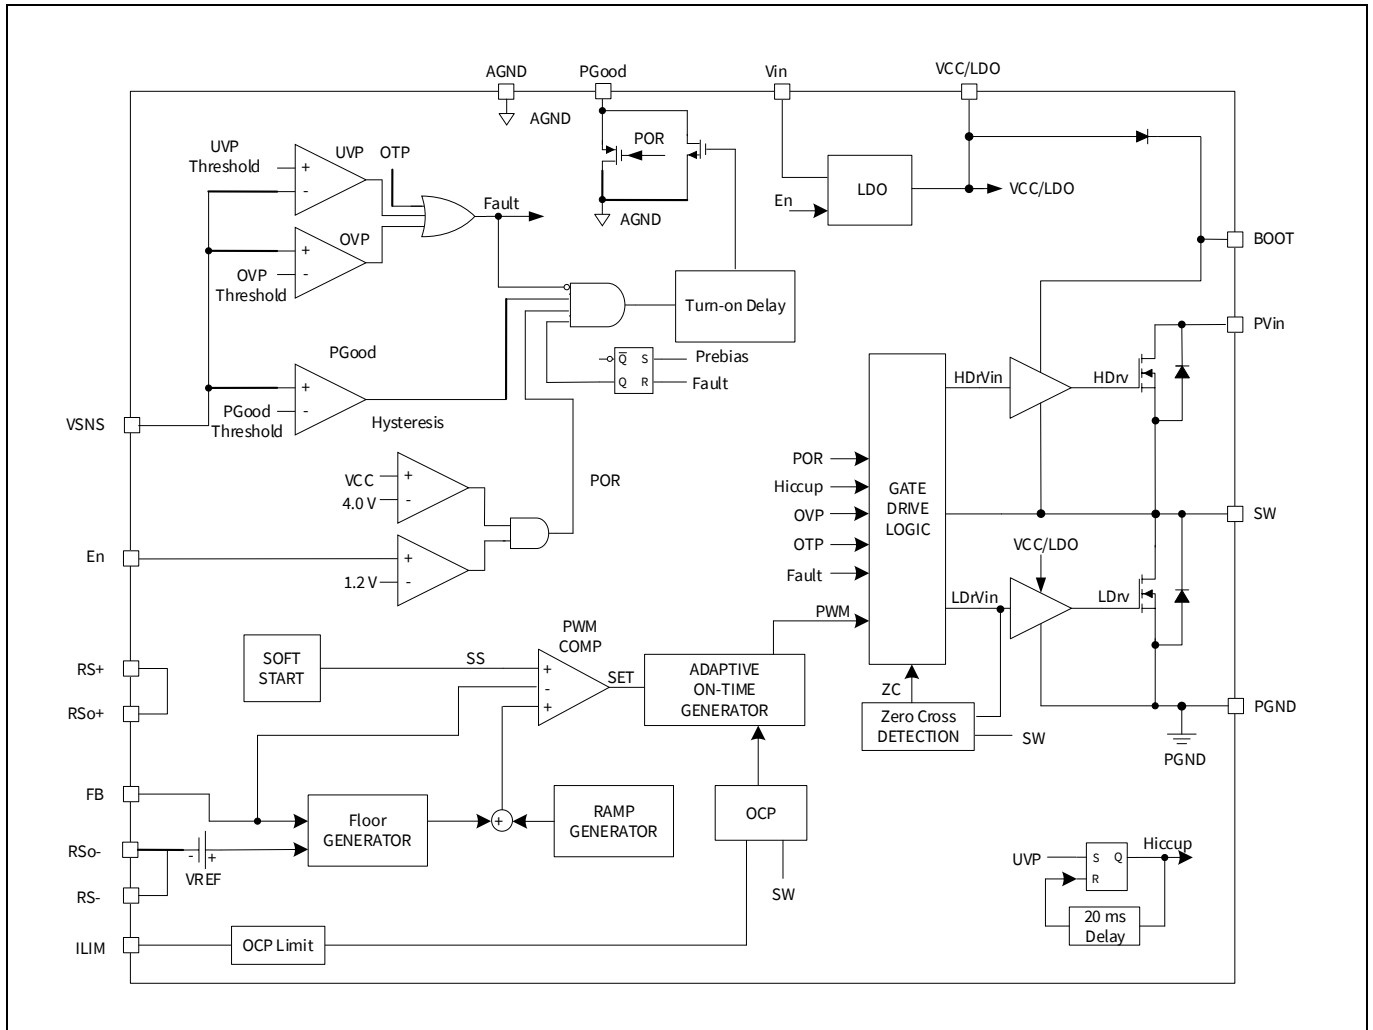 AGND
PGood
Vin
VCC/LDO
AGND
POR
UVP
Threshold
UVP
OTP
+
-
LDO
VCC/LDO
En
Fault
AGND
OVP
+
-
OVP
Threshold
BOOT
Turn-on Delay
PVin
PGood
Q
S
Q
R
Prebias
Fault
HDrVin
HDrv
+
-
PGood
Threshold
Hysteresis
VSNS
POR
VCC
4.0 V
+
-
POR
Hiccup
OVP
OTP
Fault
PWM
GATE
DRIVE
LOGIC
SW
En
1.2 V
+
-
VCC/LDO
LDrVin
LDrv
PWM
COMP
SOFT
START
SS
+
-
+
SET
ADAPTIVE
ON-TIME
GENERATOR
RS+
RSo+
ZC
Zero Cross
DETECTION
SW
PGND
PGND
FB
Floor
GENERATOR
+
RAMP
GENERATOR
OCP
RSo-
-
+
VREF
RS-
SW
UVP
S
Q
R
Hiccup
20 ms
Delay
ILIM
OCP Limit